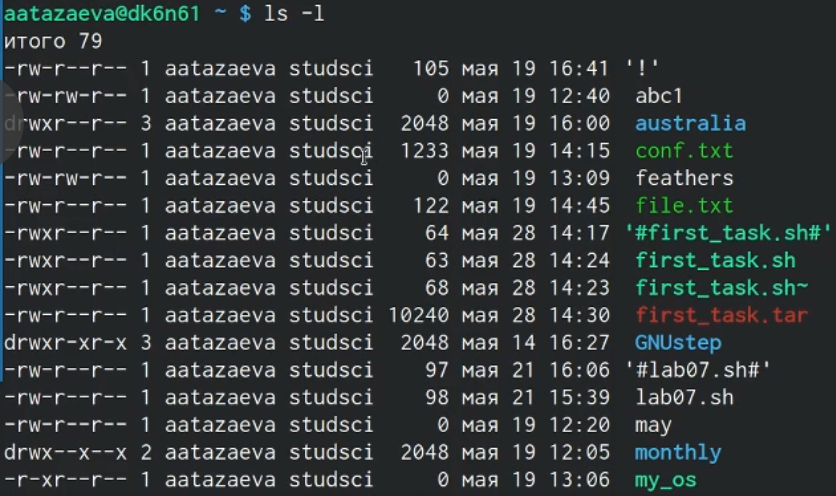 aatazaeva@dk6n61 ~ $ ls -l
итого 79
-rw-r--r-- 1 aatazaeva studsci   105 мая 19 16:41 '!'
-rw-rw-r-- 1 aatazaeva studsci     0 мая 19 12:40  abc1
drwxr--r-- 3 aatazaeva studsci  2048 мая 19 16:00  australia
-rw-r--r-- 1 aatazaeva studsci  1233 мая 19 14:15  conf.txt
-rw-rw-r-- 1 aatazaeva studsci     0 мая 19 13:09  feathers
-rw-r--r-- 1 aatazaeva studsci   122 мая 19 14:45  file.txt
-rwxr--r-- 1 aatazaeva studsci    64 мая 28 14:17 '#first_task.sh#'
-rwxr--r-- 1 aatazaeva studsci    63 мая 28 14:24  first_task.sh
-rwxr--r-- 1 aatazaeva studsci    68 мая 28 14:23  first_task.sh~
-rw-r--r-- 1 aatazaeva studsci 10240 мая 28 14:30  first_task.tar
drwxr-xr-x 3 aatazaeva studsci  2048 мая 14 16:27  GNUstep
-rw-r--r-- 1 aatazaeva studsci    97 мая 21 16:06 '#lab07.sh#'
-rw-r--r-- 1 aatazaeva studsci    98 мая 21 15:39  lab07.sh
-rw-r--r-- 1 aatazaeva studsci     0 мая 19 12:20  may
drwx--x--x 2 aatazaeva studsci  2048 мая 19 12:05  monthly
-r-xr--r-- 1 aatazaeva studsci     0 мая 19 13:06  my_os